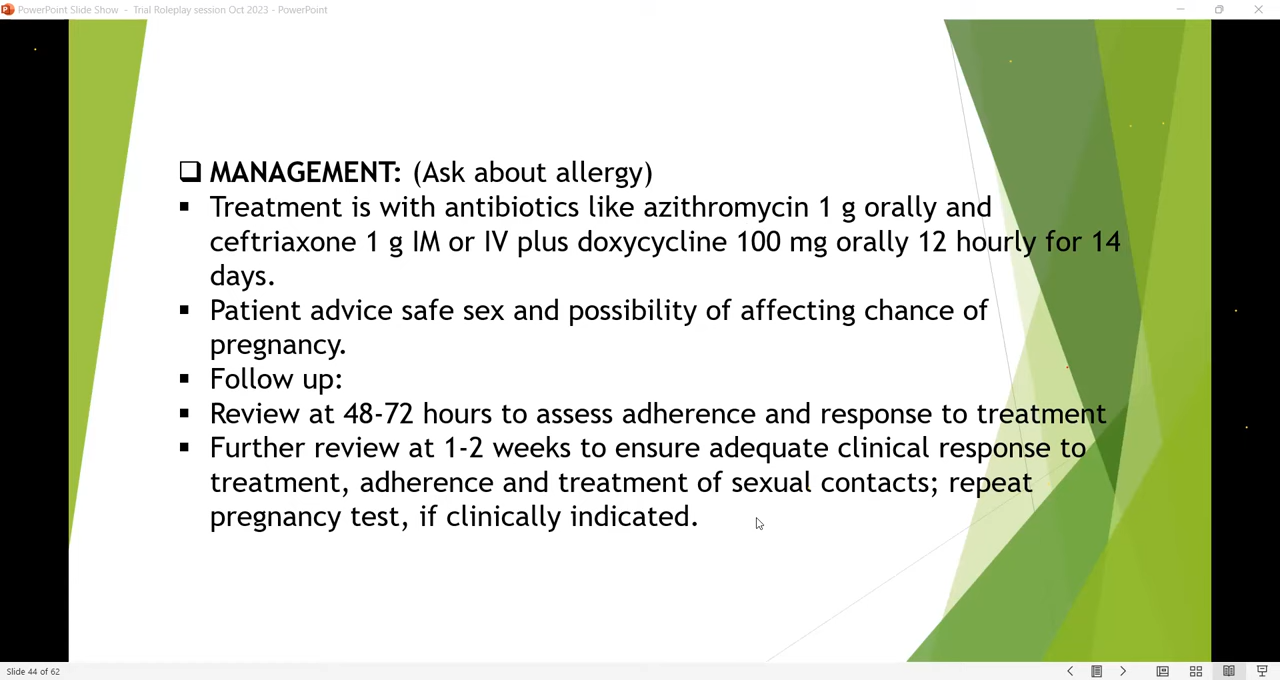 PowerPoint Slide Show - Trial Roleplay session Oct 2023 - PowerPoint
MANAGEMENT: (Ask about allergy)
Treatment is with antibiotics like azithromycin 1 g orally and
ceftriaxone 1 g IM or IV plus doxycycline 100 mg orally 12 hourly for 14
days.
Patient advice safe sex and possibility of affecting chance of
pregnancy.
Follow up:
Review at 48-72 hours to assess adherence and response to treatment
Further review at 1-2 weeks to ensure adequate clinical response to
treatment, adherence and treatment of sexual contacts; repeat
pregnancy test, if clinically indicated.
Slide 44 of 62